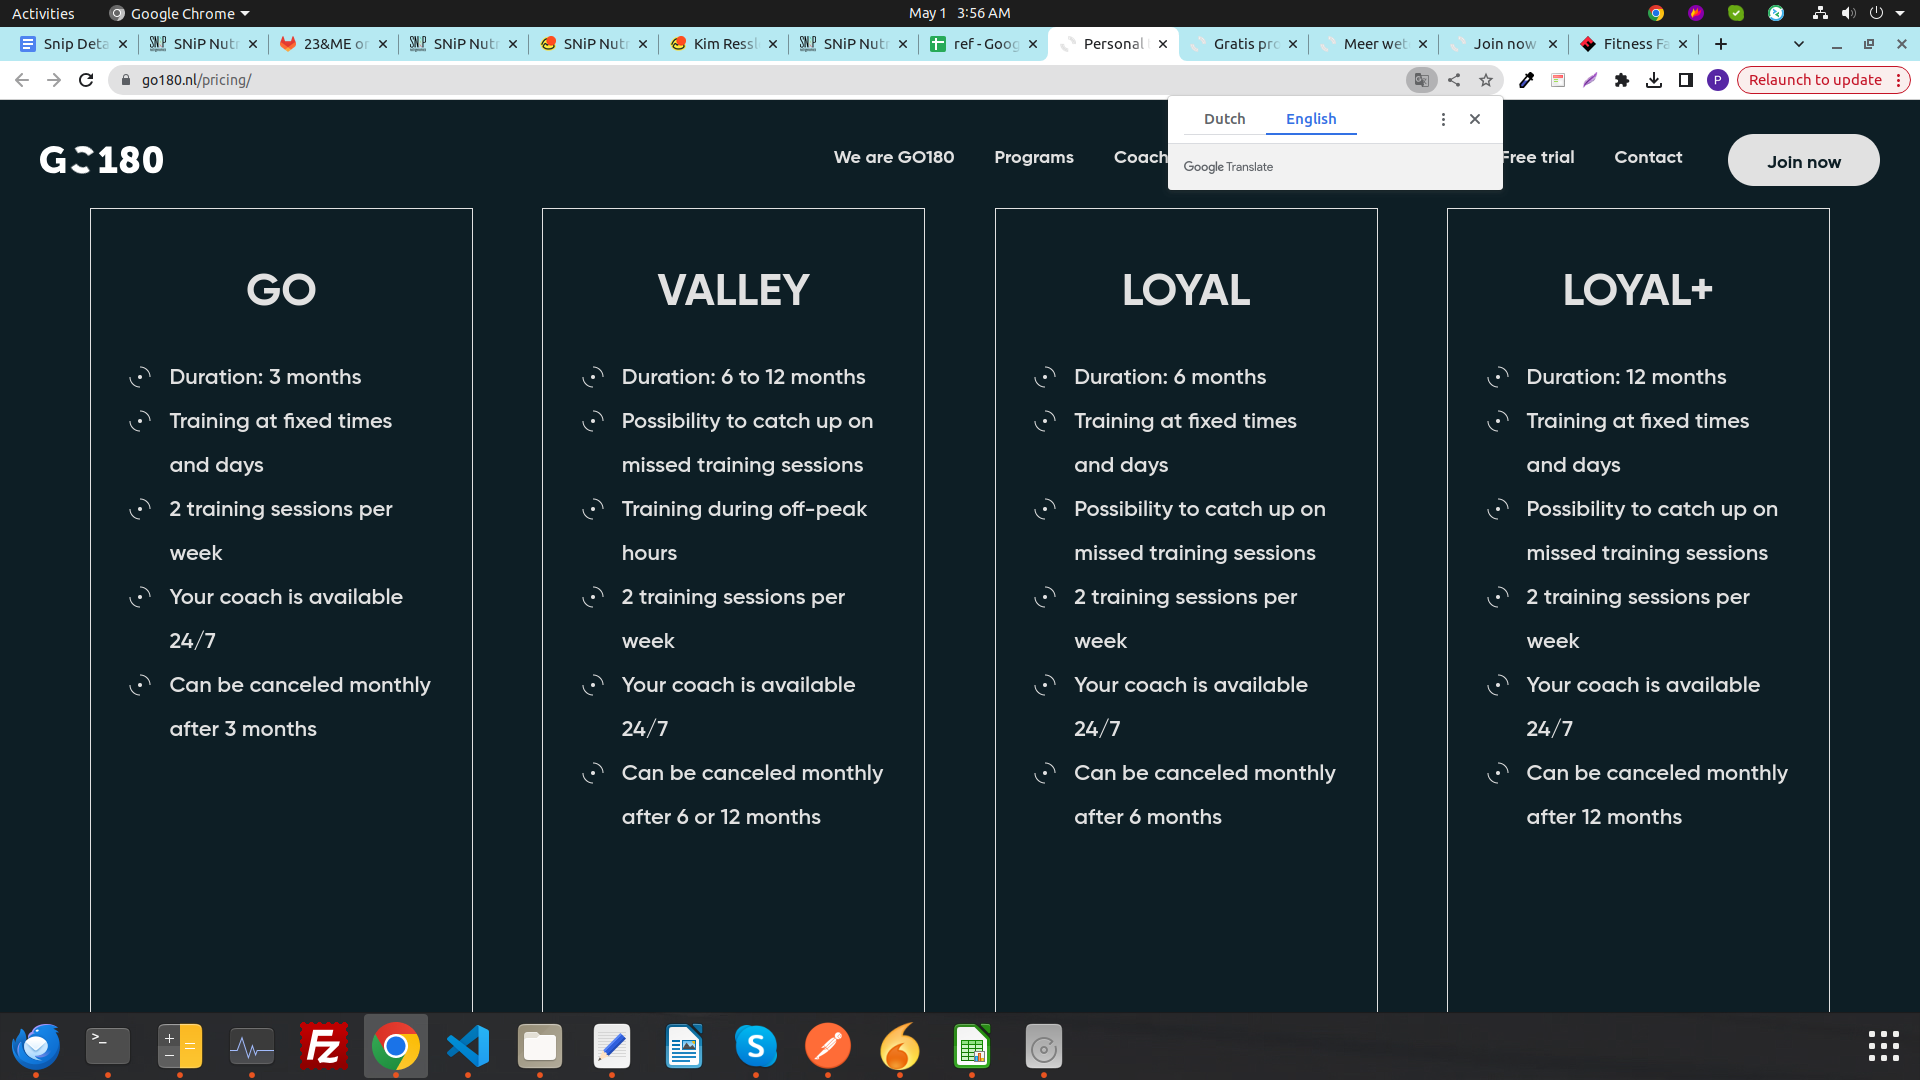 Activities
Google Chrome
May 1 3:56 AM
Snip Deta
SNiP Nutr
23&ME or
SNiP Nutr
SNiP Nutr
Kim Ressl
SNiP Nutr
ref - Goog
Personal
Gratis pro
Meer wet
Join now
Fitness Fa
go180.nl/pricing/
P
Relaunch to update
Dutch
English
Google Translate
GO180
We are GO180
Programs
Coach
Free trial
Contact
Join now
GO
Duration: 3 months
Training at fixed times
and days
2 training sessions per
week
Your coach is available
24/7
Can be canceled monthly
after 3 months
VALLEY
Duration: 6 to 12 months
Possibility to catch up on
missed training sessions
Training during off-peak
hours
2 training sessions per
week
Your coach is available
24/7
Can be canceled monthly
after 6 or 12 months
LOYAL
Duration: 6 months
Training at fixed times
and days
Possibility to catch up on
missed training sessions
2 training sessions per
week
Your coach is available
24/7
Can be canceled monthly
after 6 months
LOYAL+
Duration: 12 months
Training at fixed times
and days
Possibility to catch up on
missed training sessions
2 training sessions per
week
Your coach is available
24/7
Can be canceled monthly
after 12 months